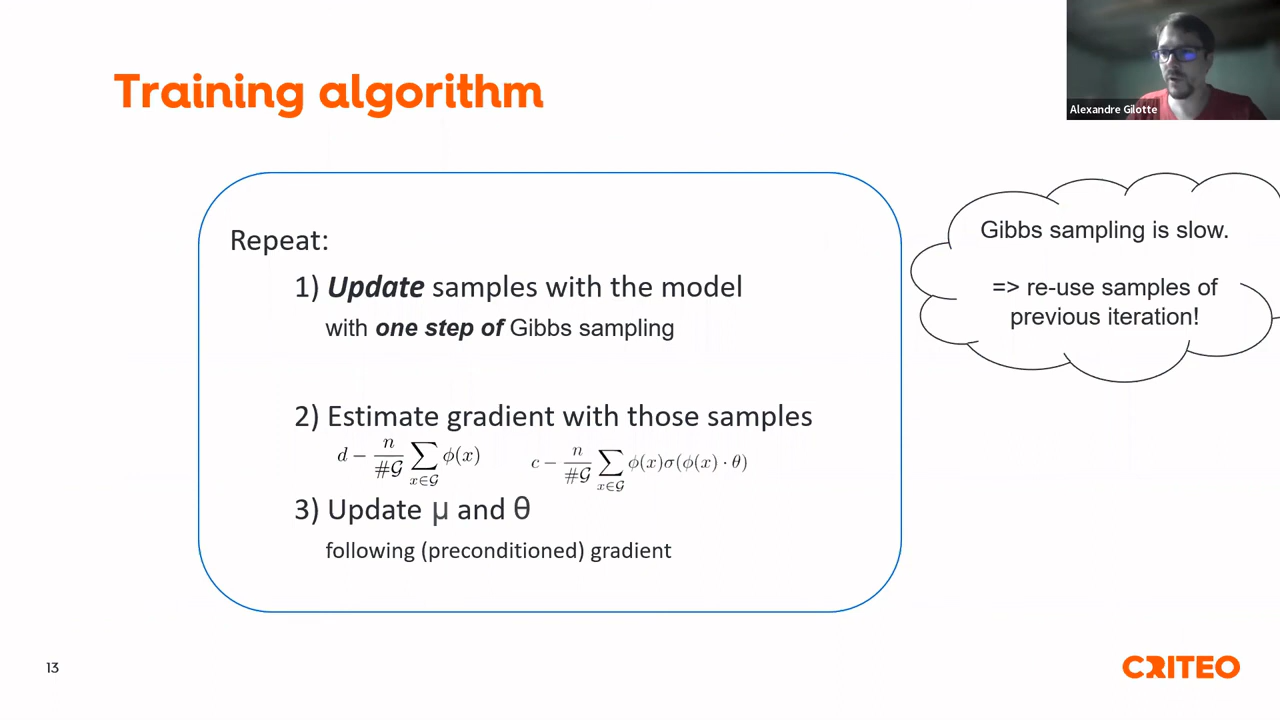 Training algorithm
Alexandre Gilotte
Repeat:
1) Update samples with the model
with one step of Gibbs sampling
Gibbs sampling is slow.
=> re-use samples of
previous iteration!
2) Estimate gradient with those samples
d − n/#𝒢 ∑x∈𝒢 ϕ(x)
c − n/#𝒢 ∑x∈𝒢 ϕ(x)σ(ϕ(x) · θ)
3) Update μ and θ
following (preconditioned) gradient
13
CRITEO